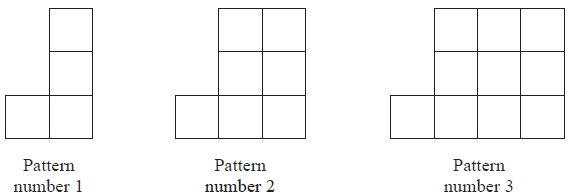 Pattern
number 1
Pattern
number 2
Pattern
number 3